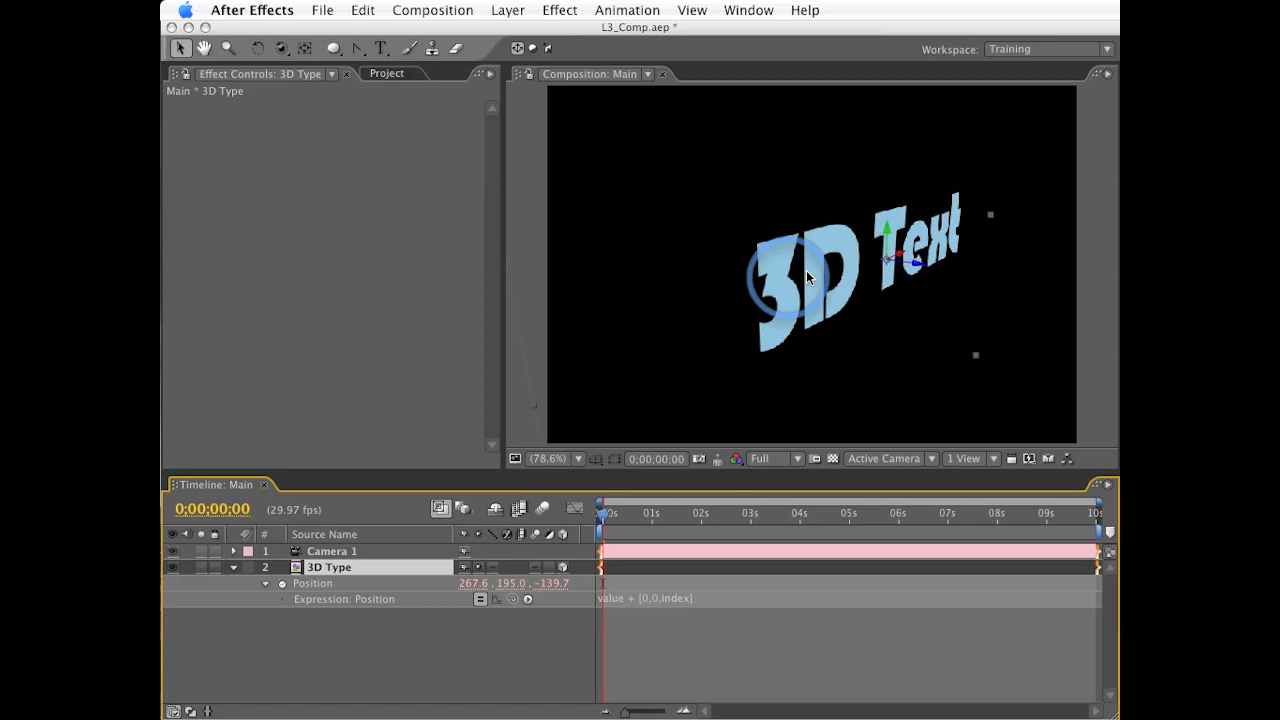 After Effects File Edit Composition Layer Effect Animation View Window Help
L3_Comp.aep *
Workspace: Training
Effect Controls: 3D Type Project Composition: Main
Main * 3D Type
3D Text
(78.6%) 0;00;00;00 Full Active Camera 1 View
Timeline: Main
0;00;00;00 (29.97 fps)
01s 02s 03s 04s 05s 06s 07s 08s 09s
# Source Name
1 Camera 1
2 3D Type
Position 267.6, 195.0, -139.7
Expression: Position value + [0,0,index]